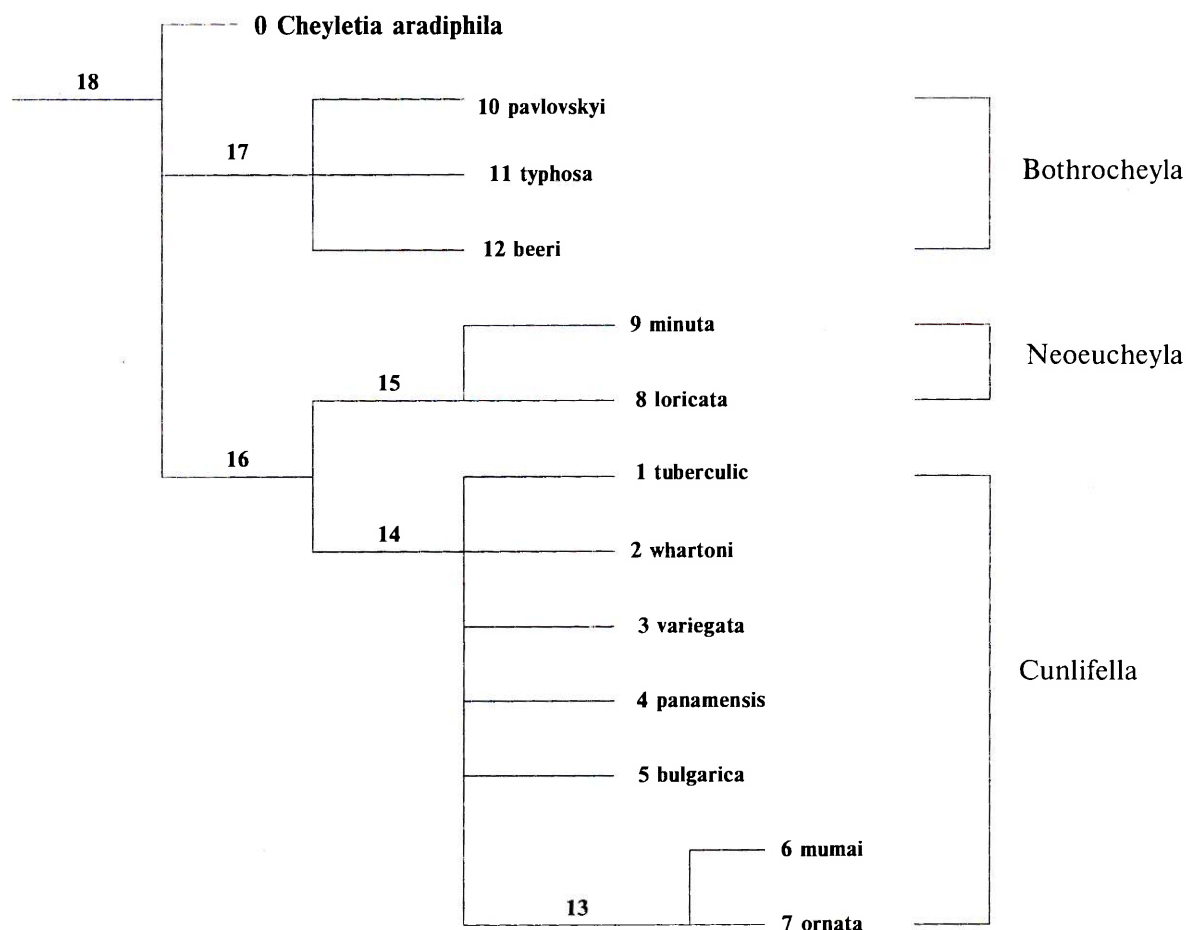 0 Cheyletia aradiphila
18
10 pavlovskyi
17
11 typhosa
Bothrocheyla
12 beeri
9 minuta
Neoeucheyla
15
8 loricata
16
1 tuberculic
14
2 whartoni
3 variegata
Cunlifella
4 panamensis
5 bulgarica
6 mumai
13
7 ornata